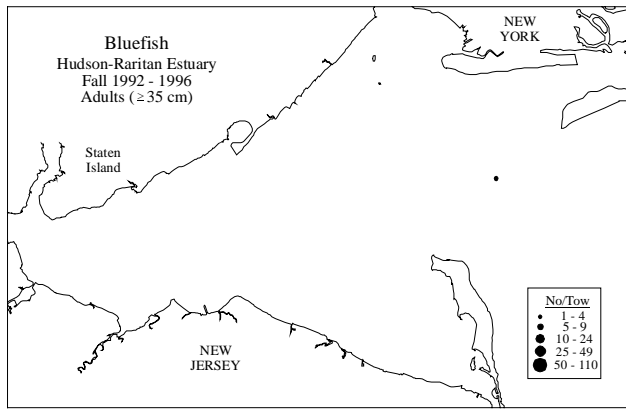 Bluefish
Hudson-Raritan Estuary
Fall 1992 - 1996
Adults (≥35 cm)
NEW
YORK
Staten
Island
NEW
JERSEY
No/Tow
1 - 4
5 - 9
10 - 24
25 - 49
50 - 110